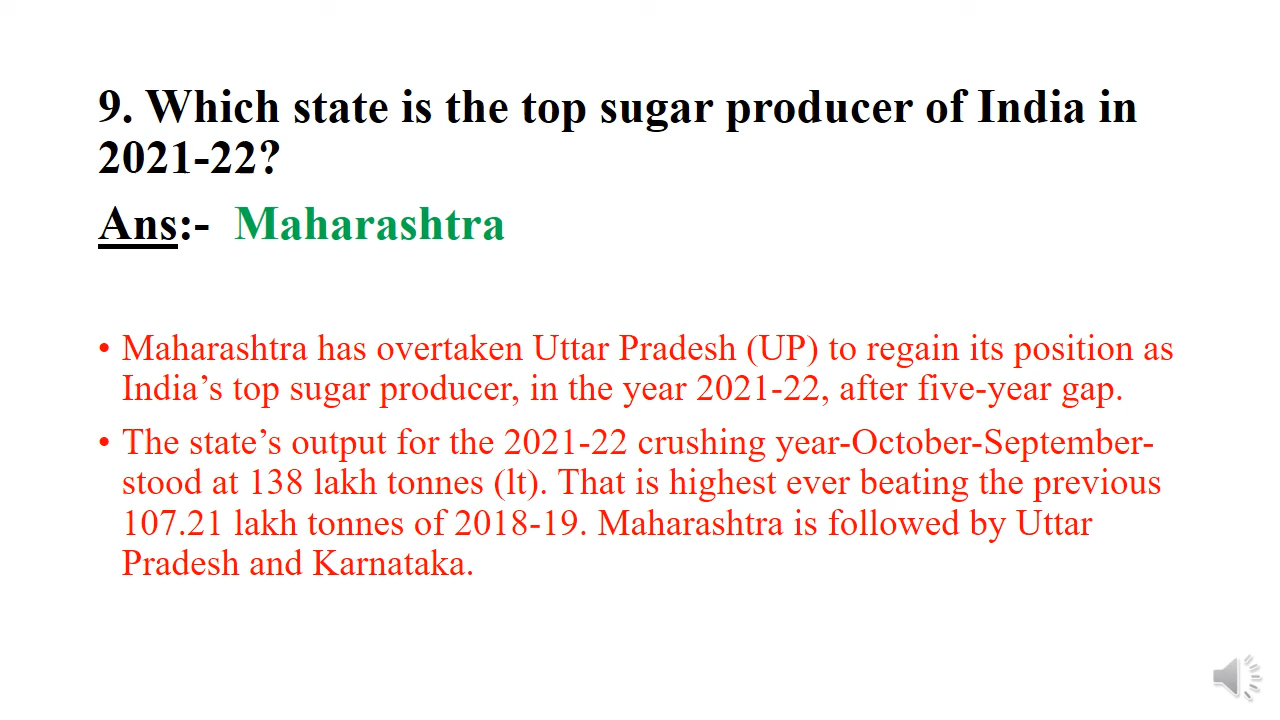 9. Which state is the top sugar producer of India in
2021-22?
Ans:- Maharashtra
• Maharashtra has overtaken Uttar Pradesh (UP) to regain its position as
India’s top sugar producer, in the year 2021-22, after five-year gap.
• The state’s output for the 2021-22 crushing year-October-September-
stood at 138 lakh tonnes (lt). That is highest ever beating the previous
107.21 lakh tonnes of 2018-19. Maharashtra is followed by Uttar
Pradesh and Karnataka.